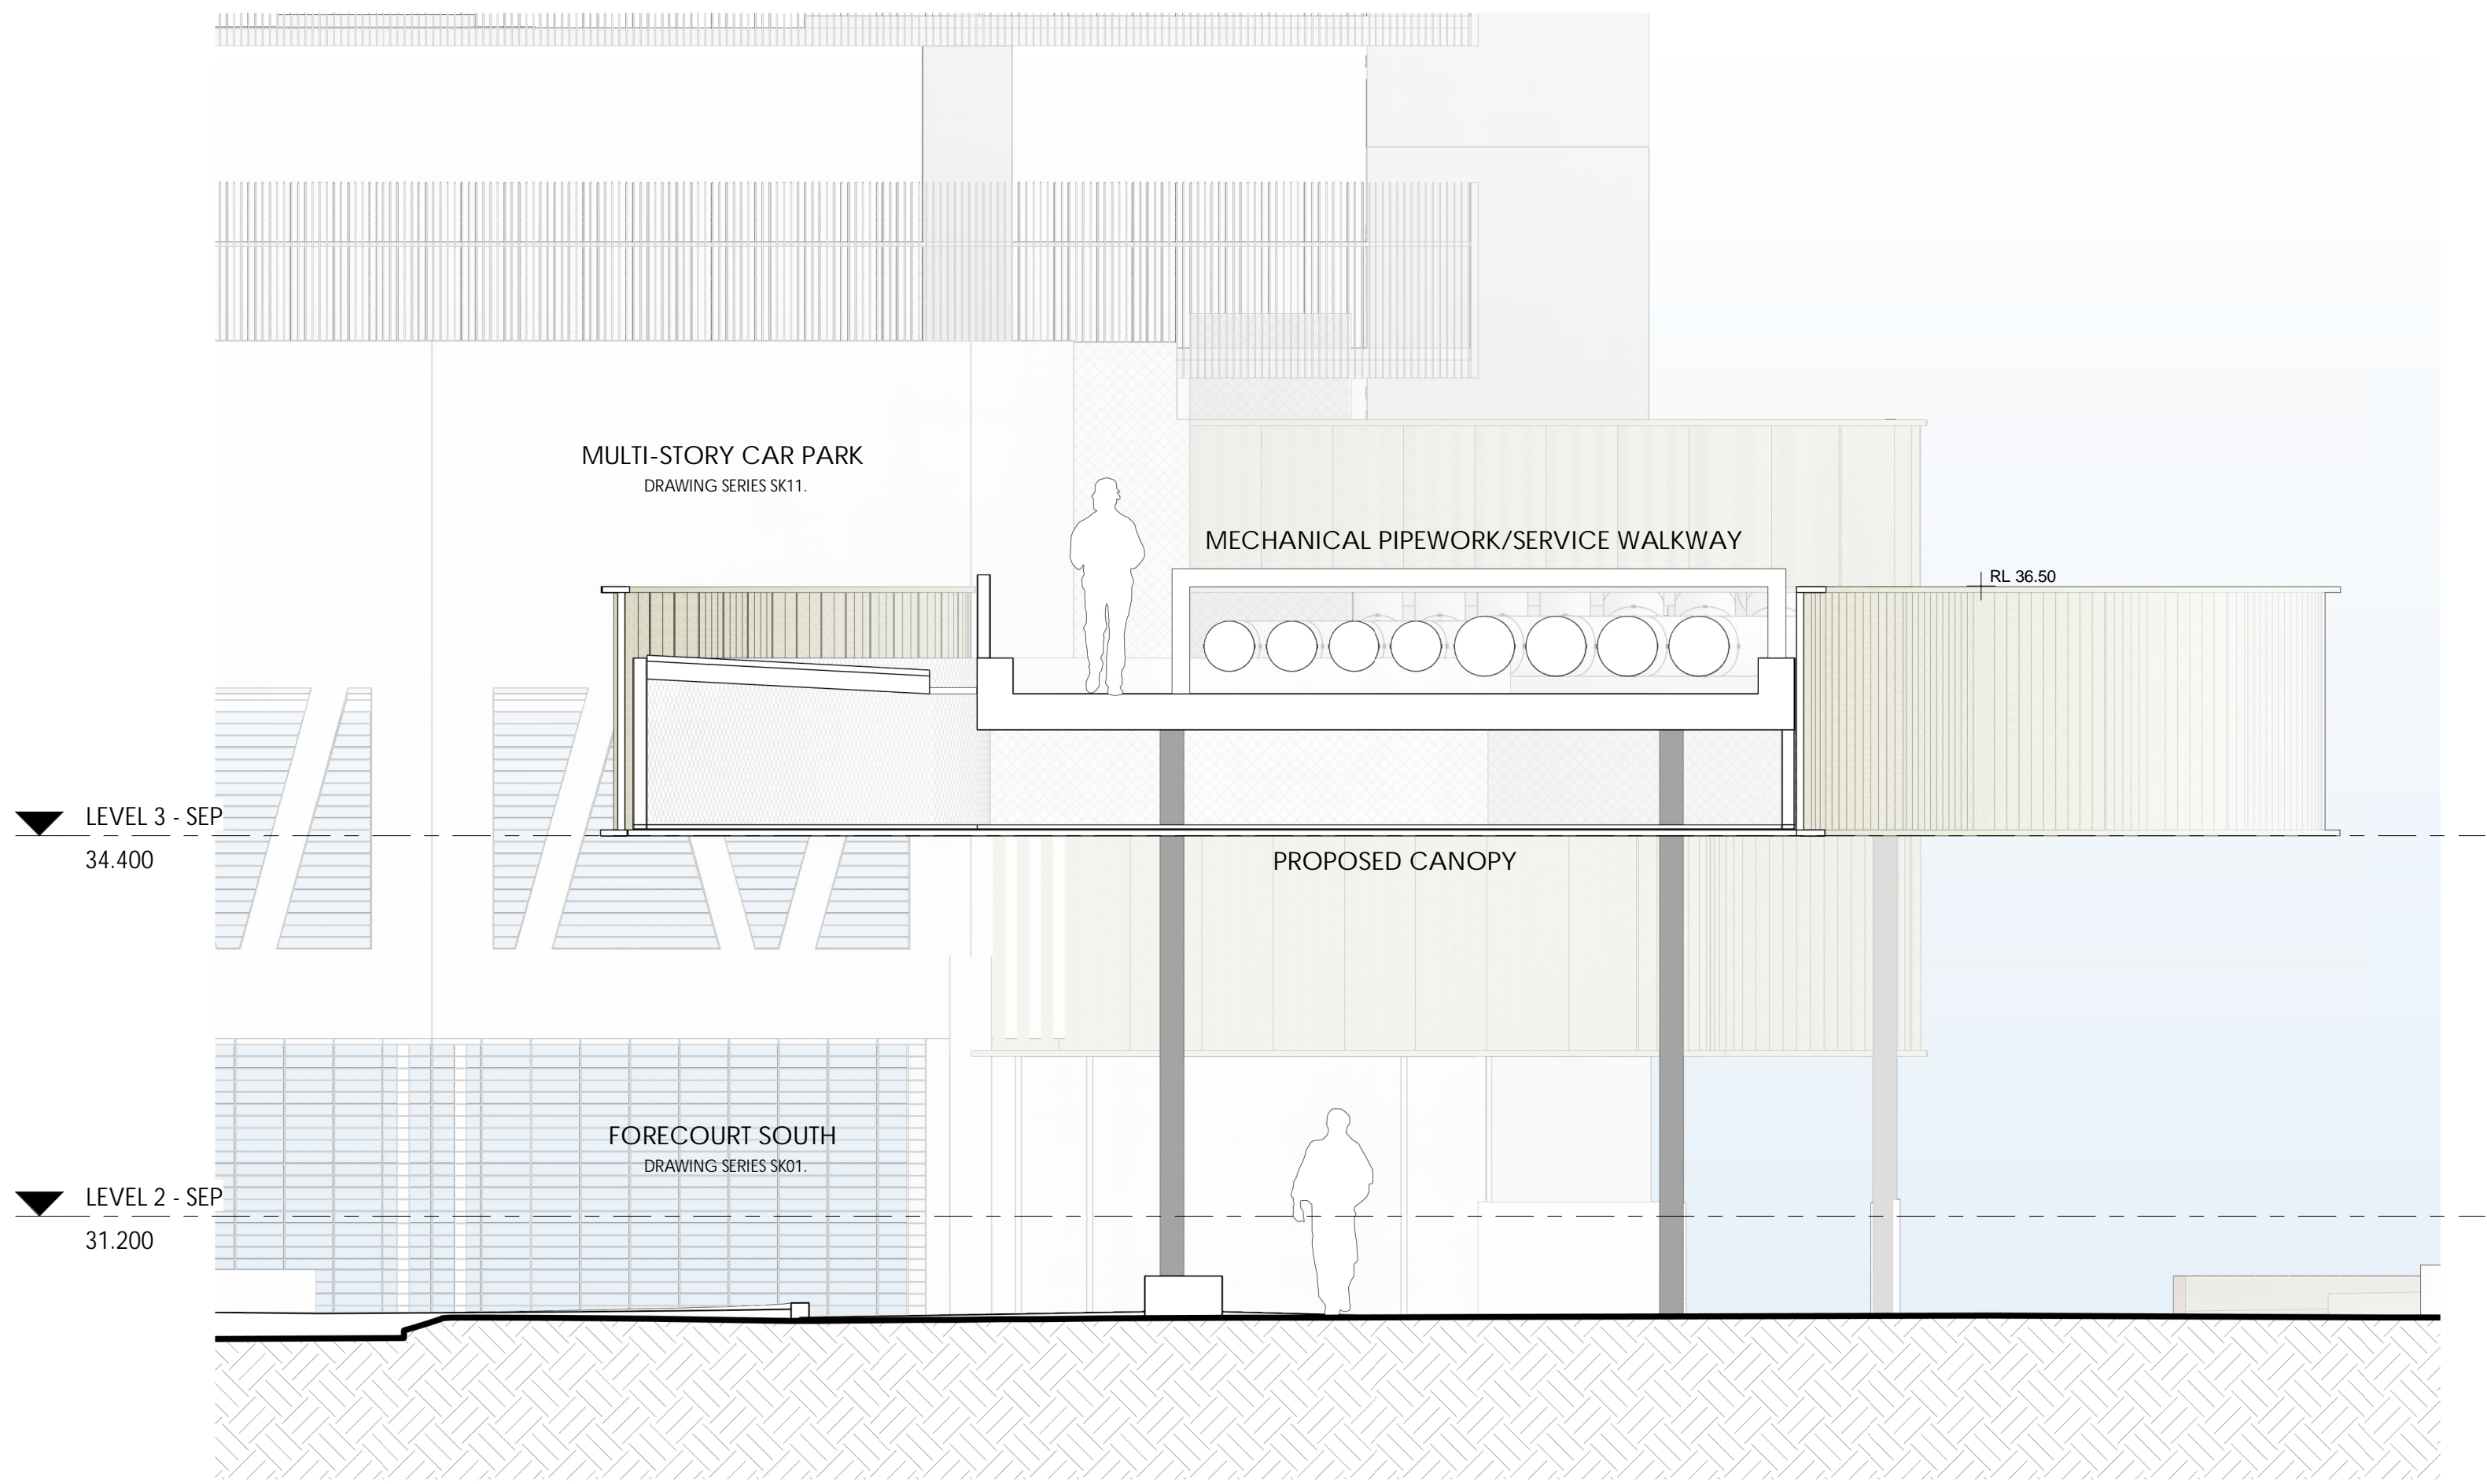 MULTI-STORY CAR PARK
DRAWING SERIES SK11.
MECHANICAL PIPEWORK/SERVICE WALKWAY
RL 36.50
LEVEL 3 - SEP
34.400
PROPOSED CANOPY
FORECOURT SOUTH
DRAWING SERIES SK01.
LEVEL 2 - SEP
31.200